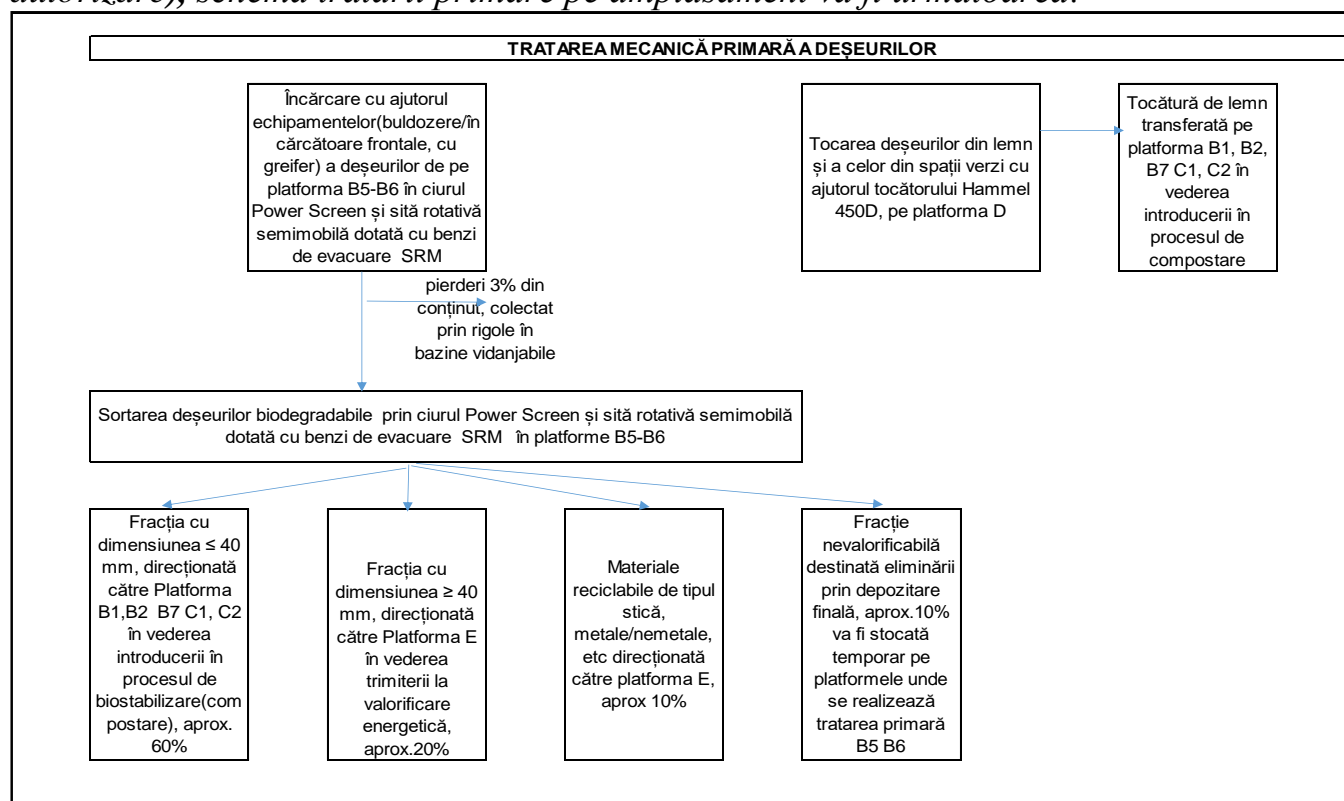 autorizare), schema tratării primare pe amplasament va fi următoarea:
TRATAREA MECANICĂ PRIMARĂ A DEȘEURILOR
Încărcare cu ajutorul
echipamentelor(buldozere/în
cărcătoare frontale, cu
greifer) a deșeurilor de pe
platforma B5-B6 în ciurul
Power Screen și sită rotativă
semimobilă dotată cu benzi
de evacuare SRM
Tocarea deșeurilor din lemn
și a celor din spații verzi cu
ajutorul tocătorului Hammel
450D, pe platforma D
Tocătură de lemn
transferată pe
platforma B1, B2,
B7 C1, C2 în
vederea
introducerii în
procesul de
compostare
pierderi 3% din
conținut, colectat
prin rigole în
bazine vidanjabile
Sortarea deșeurilor biodegradabile prin ciurul Power Screen și sită rotativă semimobilă
dotată cu benzi de evacuare SRM în platforme B5-B6
Fracția cu
dimensiunea ≤ 40
mm, direcționată
către Platforma
B1,B2 B7 C1, C2
în vederea
introducerii în
procesul de
biostabilizare(com
postare), aprox.
60%
Fracția cu
dimensiunea ≥ 40
mm, direcționată
către Platforma E
în vederea
trimiterii la
valorificare
energetică,
aprox.20%
Materiale
reciclabile de tipul
stică,
metale/nemetale,
etc direcționată
către platforma E,
aprox 10%
Fracție
nevalorificabilă
destinată eliminării
prin depozitare
finală, aprox.10%
va fi stocată
temporar pe
platformele unde
se realizează
tratarea primară
B5 B6